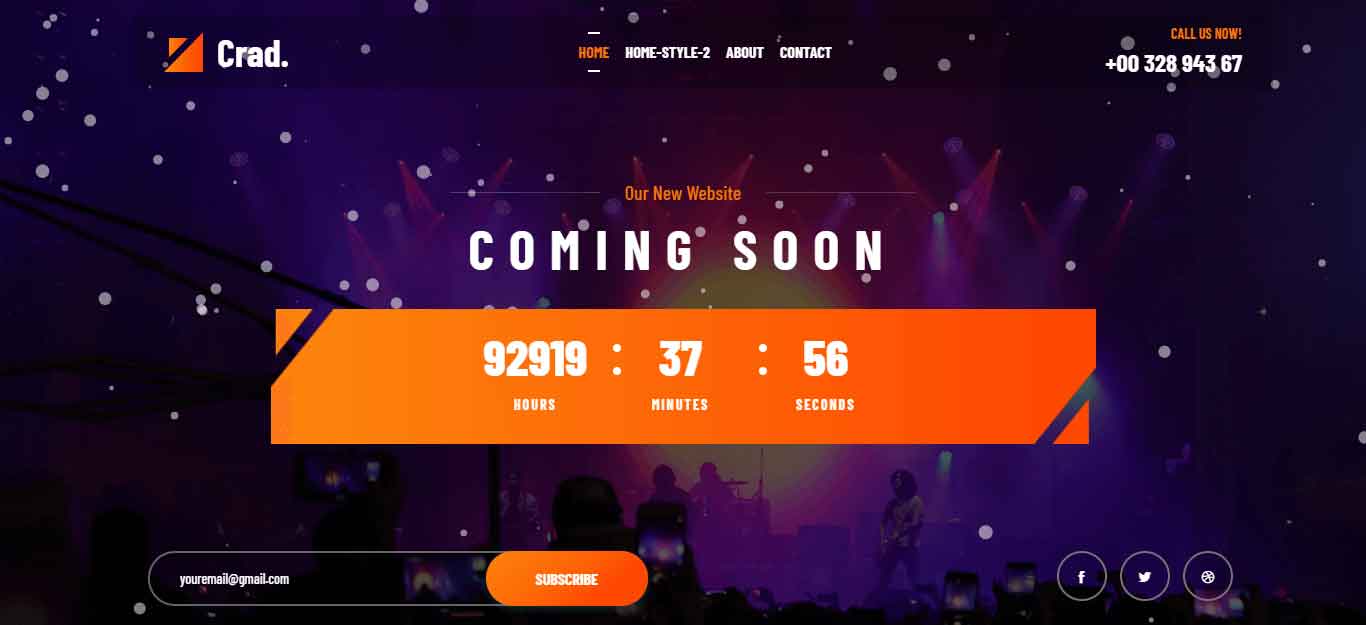 Crad.
HOME HOME-STYLE-2 ABOUT CONTACT
CALL US NOW!
+00 328 943 67
Our New Website
COMING SOON
92919 : 37 : 56
HOURS MINUTES SECONDS
youremail@gmail.com SUBSCRIBE